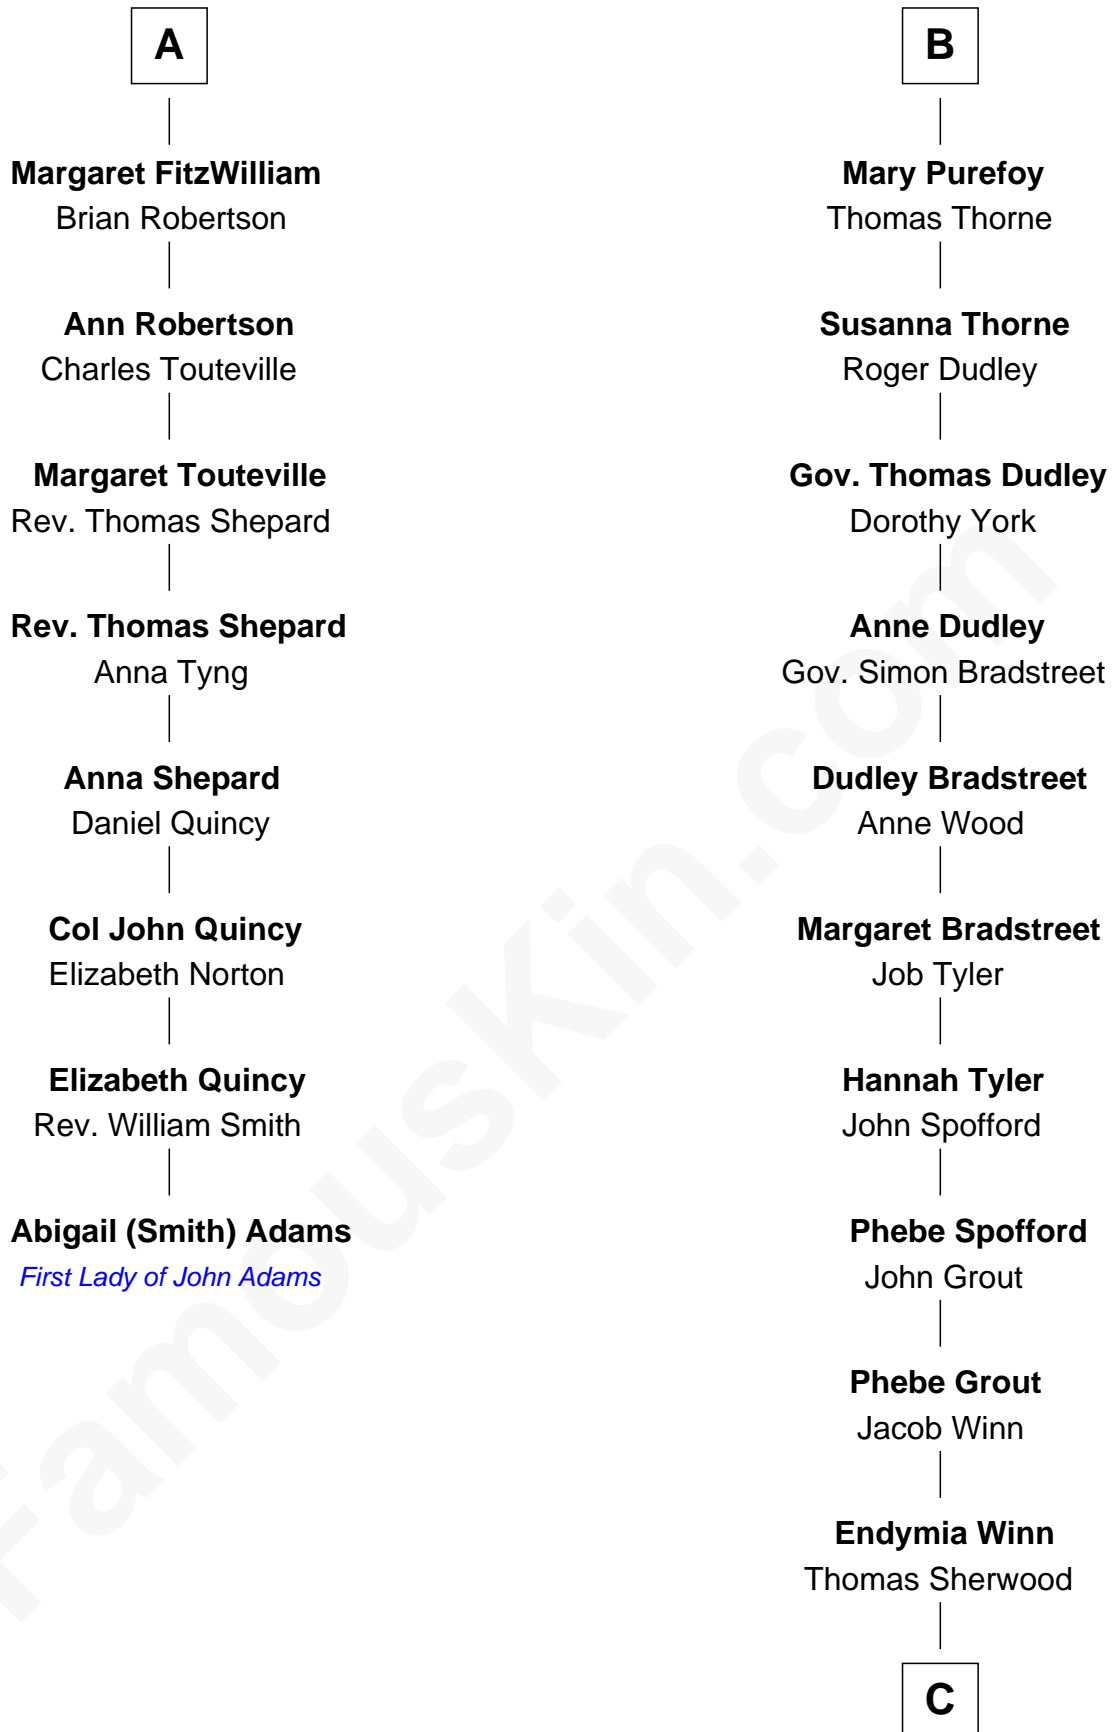 A
Margaret FitzWilliam
Brian Robertson
Ann Robertson
Charles Touteville
Margaret Touteville
Rev. Thomas Shepard
Rev. Thomas Shepard
Anna Tyng
Anna Shepard
Daniel Quincy
Col John Quincy
Elizabeth Norton
Elizabeth Quincy
Rev. William Smith
Abigail (Smith) Adams
First Lady of John Adams
B
Mary Purefoy
Thomas Thorne
Susanna Thorne
Roger Dudley
Gov. Thomas Dudley
Dorothy York
Anne Dudley
Gov. Simon Bradstreet
Dudley Bradstreet
Anne Wood
Margaret Bradstreet
Job Tyler
Hannah Tyler
John Spofford
Phebe Spofford
John Grout
Phebe Grout
Jacob Winn
Endymia Winn
Thomas Sherwood
C
FamousKin.com